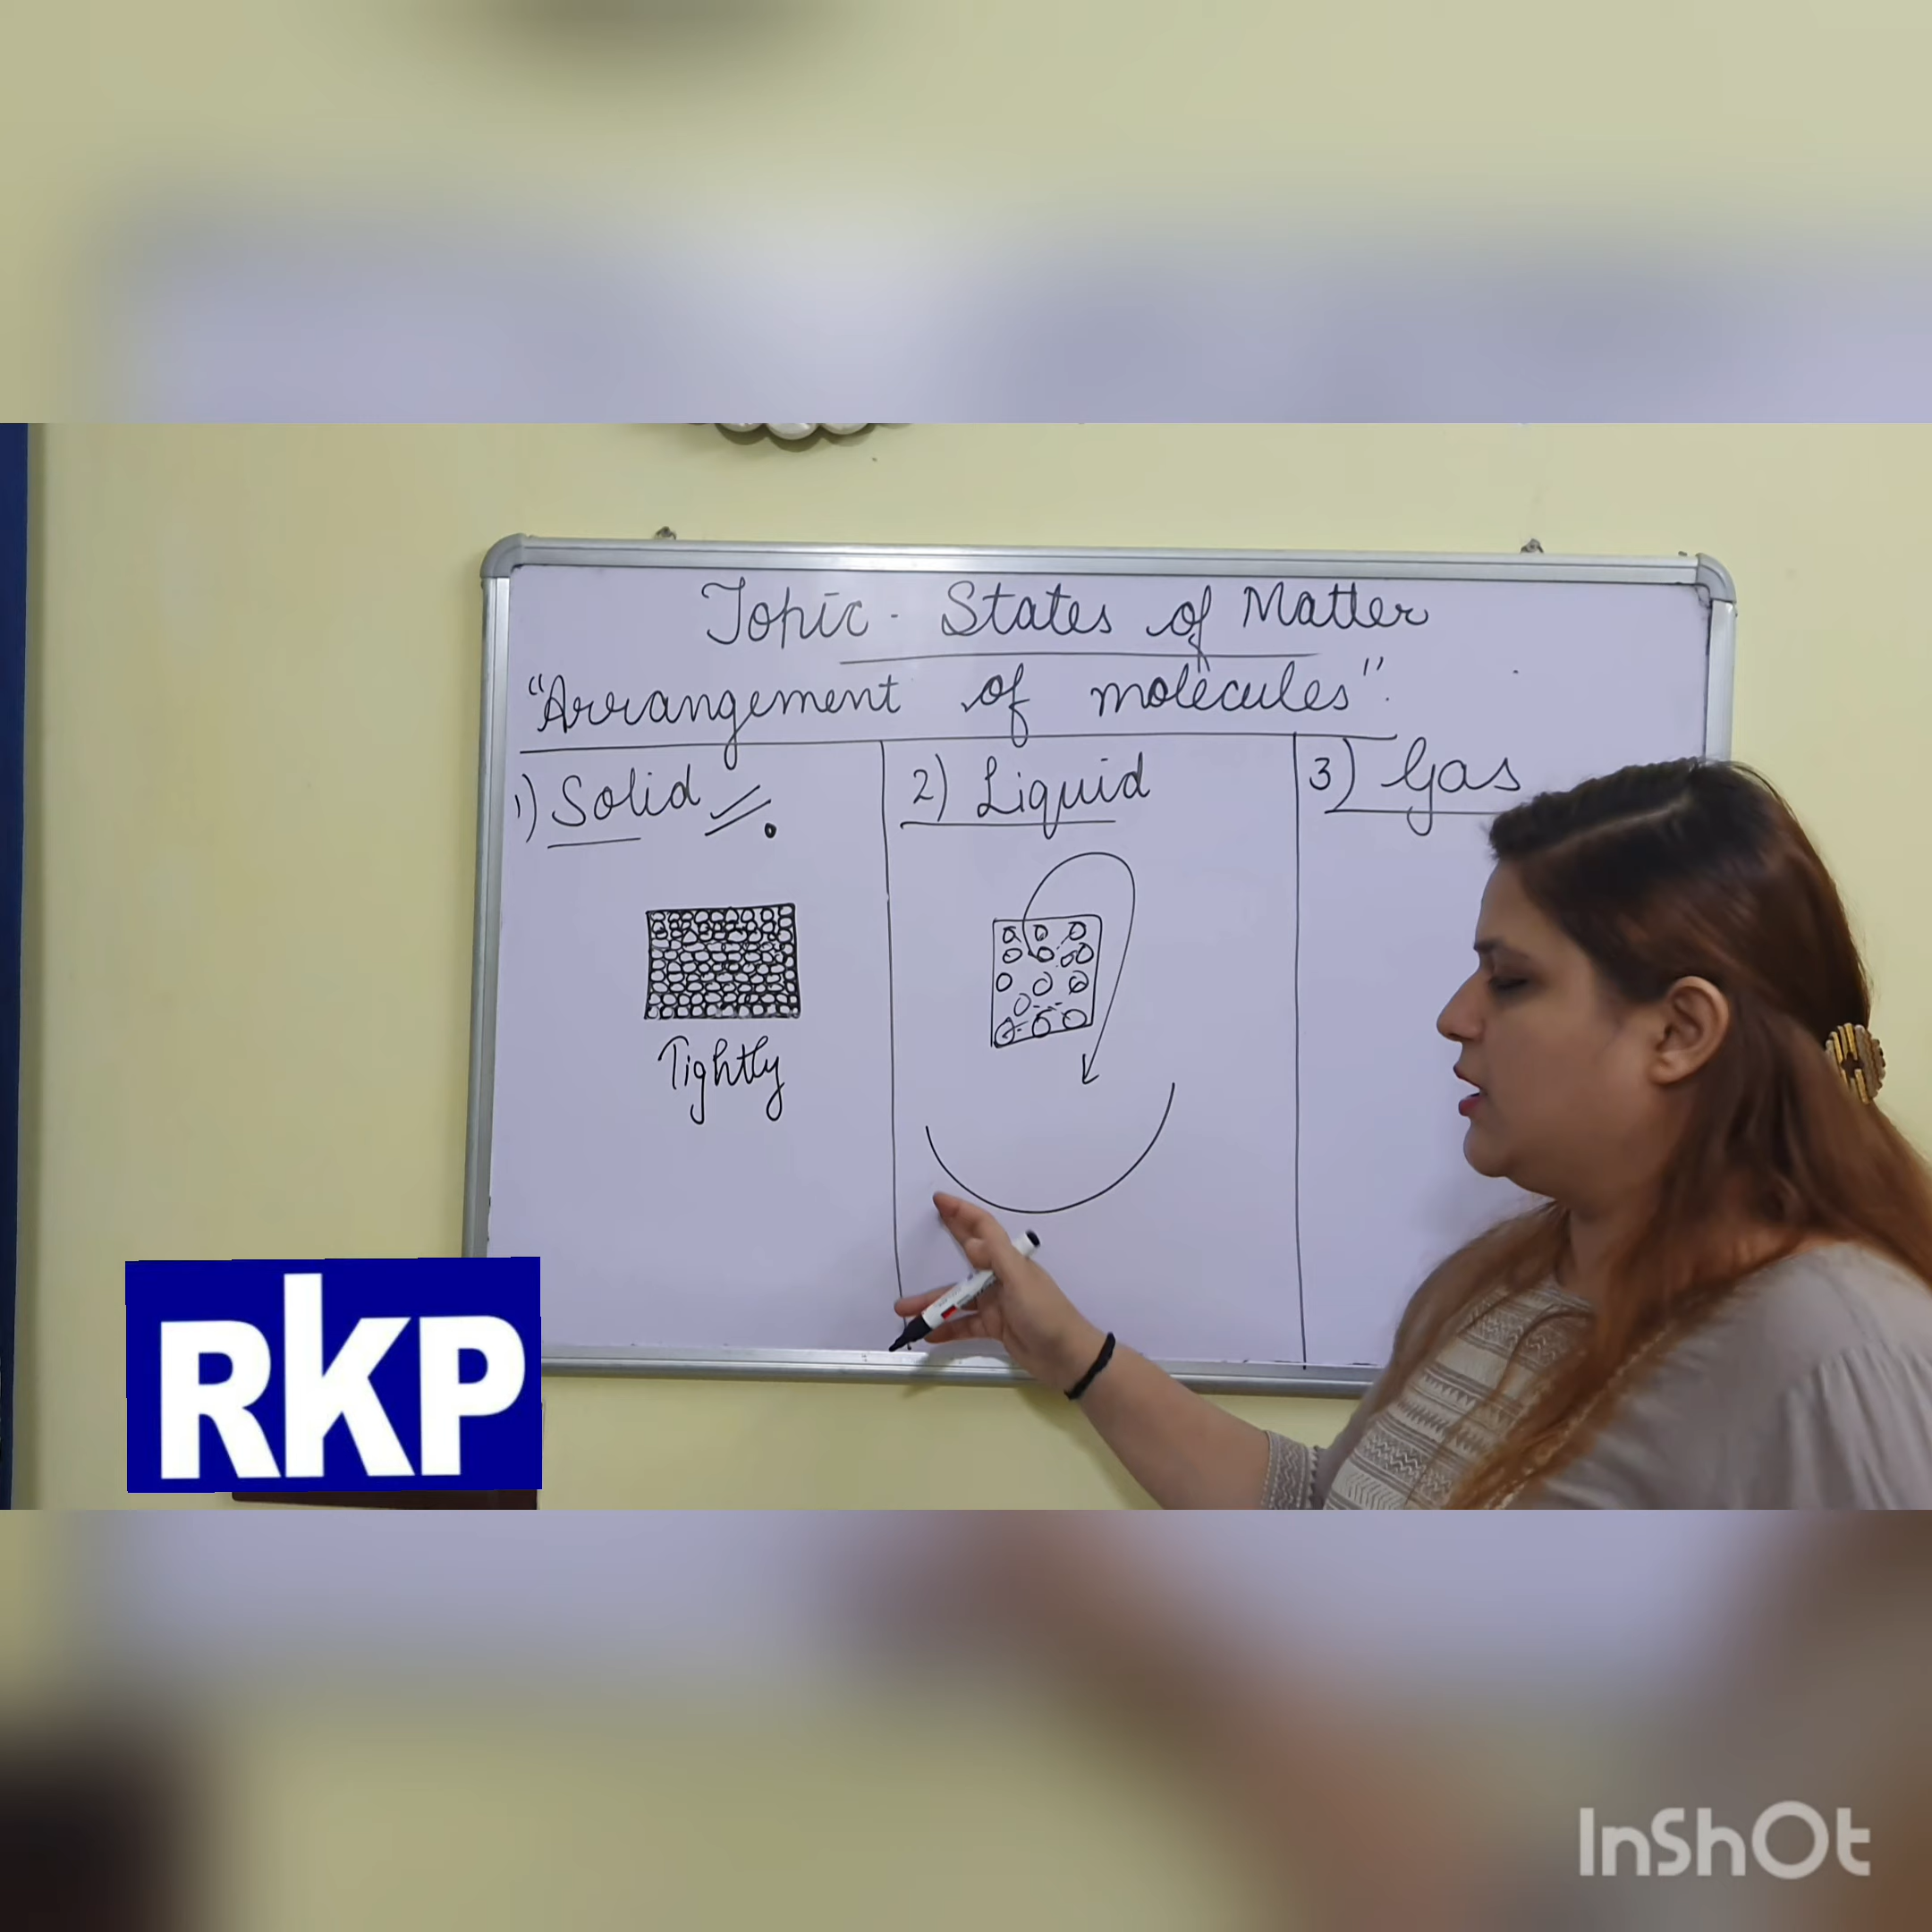 Topic - States of Matter
"Arrangement of molecules".
1) Solid
2) Liquid
3) Gas
Tightly
RKP
InShOt